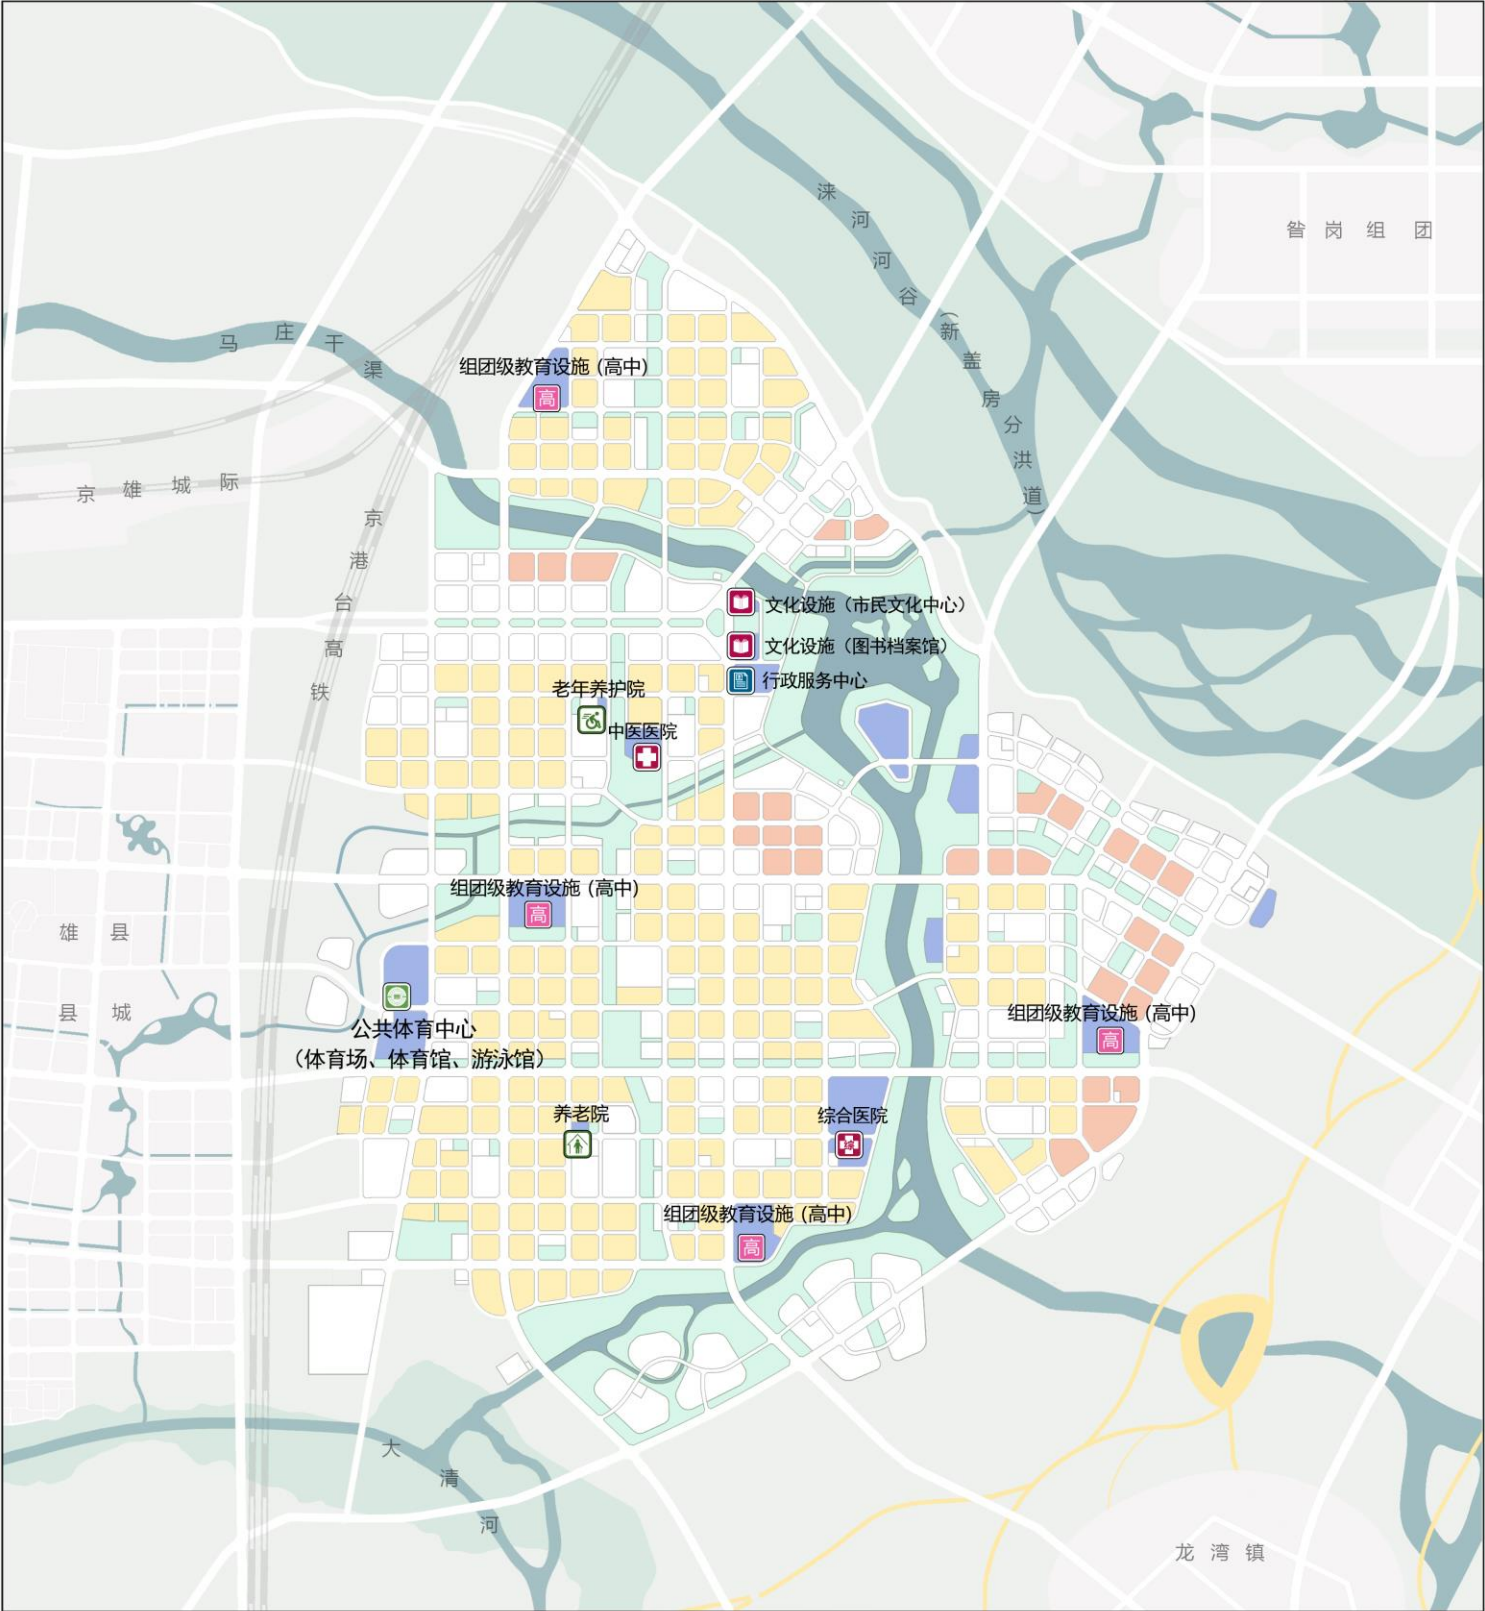 涞河河谷（新盖房分洪道）
昝岗组团
马庄干渠
组团级教育设施 (高中)
高
京雄城际
京港台高铁
文化设施（市民文化中心）
文化设施（图书档案馆）
行政服务中心
老年养护院
中医医院
组团级教育设施 (高中)
高
雄县
县城
公共体育中心
（体育场、体育馆、游泳馆）
组团级教育设施 (高中)
高
养老院
综合医院
综
组团级教育设施 (高中)
高
大清河
龙湾镇